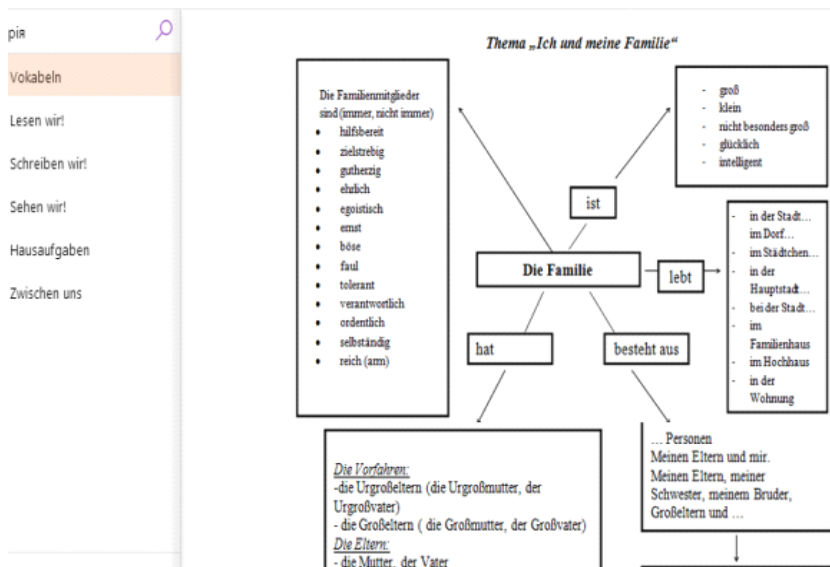 рія
Vokabeln
Lesen wir!
Schreiben wir!
Sehen wir!
Hausaufgaben
Zwischen uns
Thema „Ich und meine Familie“
Die Familienmitglieder
sind (immer, nicht immer)
• hilfsbereit
• zielstrebig
• gutherzig
• ehrlich
• egoistisch
• ernst
• böse
• faul
• tolerant
• verantwortlich
• ordentlich
• selbständig
• reich (arm)
- groß
- klein
- nicht besonders groß
- glücklich
- intelligent
ist
Die Familie
lebt
- in der Stadt…
im Dorf…
- im Städtchen…
- in der
Hauptstadt…
- bei der Stadt…
- im
Familienhaus
- im Hochhaus
- in der
Wohnung
hat
besteht aus
Die Vorfahren:
-die Urgroßeltern (die Urgroßmutter, der
Urgroßvater)
- die Großeltern ( die Großmutter, der Großvater)
Die Eltern:
- die Mutter, der Vater
… Personen
Meinen Eltern und mir.
Meinen Eltern, meiner
Schwester, meinem Bruder,
Großeltern und …